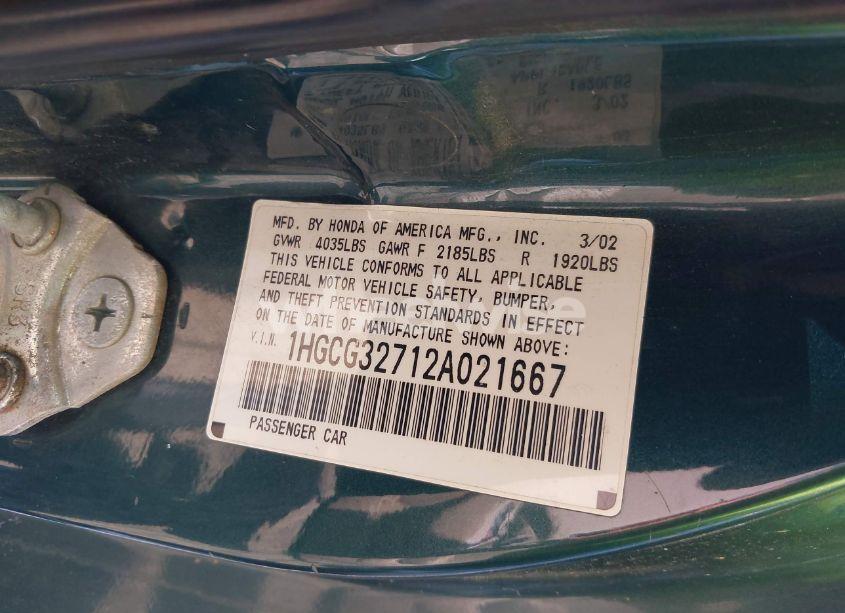 MFD. BY HONDA OF AMERICA MFG., INC. 3/02
GVWR 4035LBS GAWR F 2185LBS R 1920LBS
THIS VEHICLE CONFORMS TO ALL APPLICABLE
FEDERAL MOTOR VEHICLE SAFETY, BUMPER,
AND THEFT PREVENTION STANDARDS IN EFFECT
ON THE DATE OF MANUFACTURE SHOWN ABOVE:
V.I.N. 1HGCG32712A021667
PASSENGER CAR